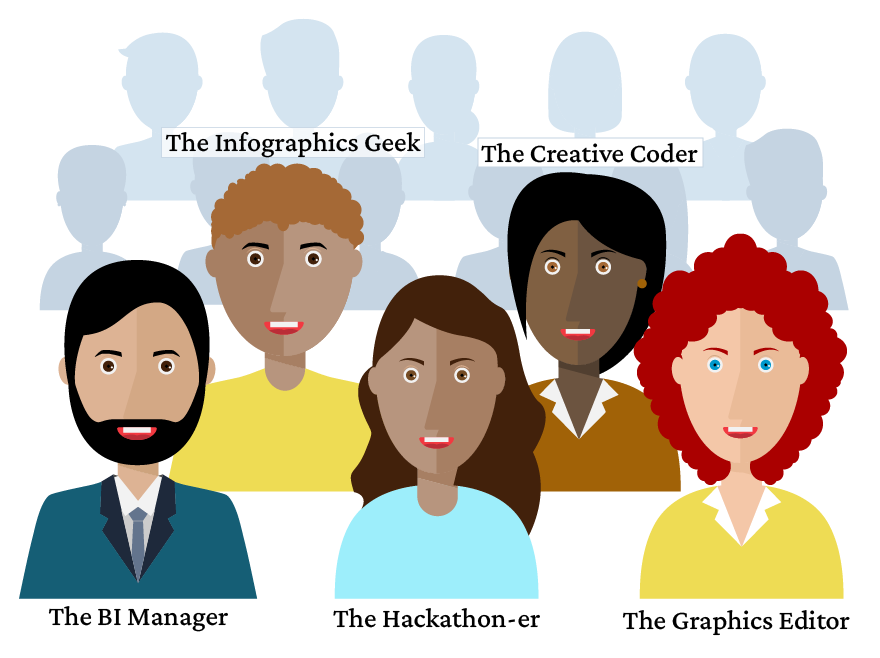 The Infographics Geek
The Creative Coder
The BI Manager
The Hackathon-er
The Graphics Editor